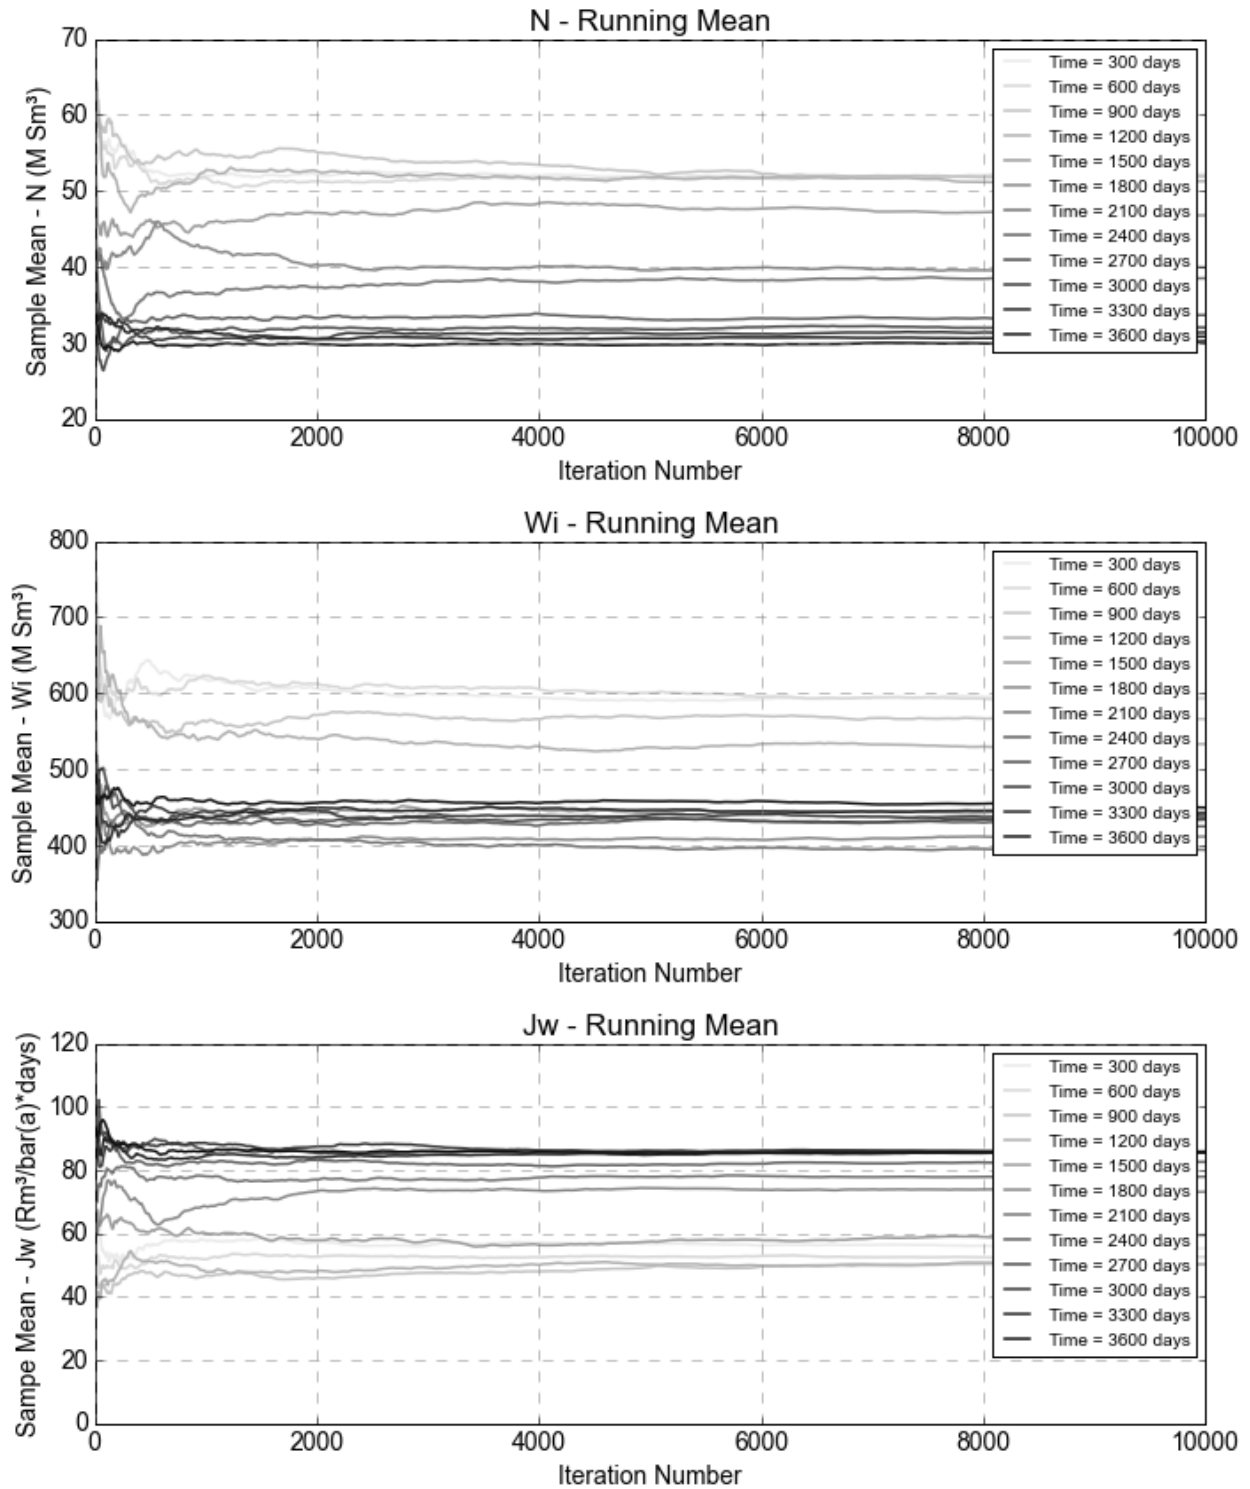 N - Running Mean
Sample Mean - N (M Sm³)
70
60
50
40
30
20
0 2000 4000 6000 8000 10000
Iteration Number
Time = 300 days
Time = 600 days
Time = 900 days
Time = 1200 days
Time = 1500 days
Time = 1800 days
Time = 2100 days
Time = 2400 days
Time = 2700 days
Time = 3000 days
Time = 3300 days
Time = 3600 days
Wi - Running Mean
Sample Mean - Wi (M Sm³)
800
700
600
500
400
300
0 2000 4000 6000 8000 10000
Iteration Number
Time = 300 days
Time = 600 days
Time = 900 days
Time = 1200 days
Time = 1500 days
Time = 1800 days
Time = 2100 days
Time = 2400 days
Time = 2700 days
Time = 3000 days
Time = 3300 days
Time = 3600 days
Jw - Running Mean
Sampe Mean - Jw (Rm³/bar(a)*days)
120
100
80
60
40
20
0
0 2000 4000 6000 8000 10000
Iteration Number
Time = 300 days
Time = 600 days
Time = 900 days
Time = 1200 days
Time = 1500 days
Time = 1800 days
Time = 2100 days
Time = 2400 days
Time = 2700 days
Time = 3000 days
Time = 3300 days
Time = 3600 days